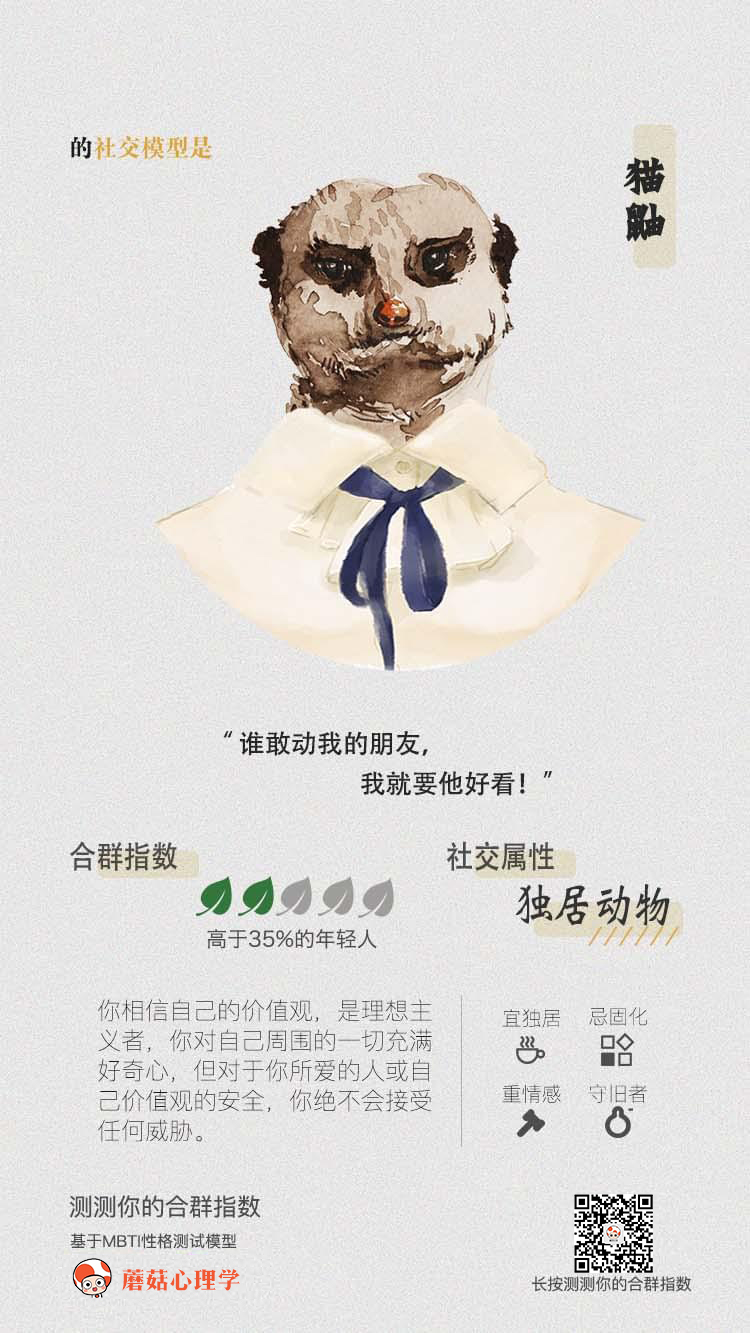 的社交模型是
猫鼬
“谁敢动我的朋友，
我就要他好看！”
合群指数
高于35%的年轻人
社交属性
独居动物
你相信自己的价值观，是理想主
义者，你对自己周围的一切充满
好奇心，但对于你所爱的人或自
己价值观的安全，你绝不会接受
任何威胁。
宜独居 忌固化
重情感 守旧者
测测你的合群指数
基于MBTI性格测试模型
蘑菇心理学
长按测测你的合群指数